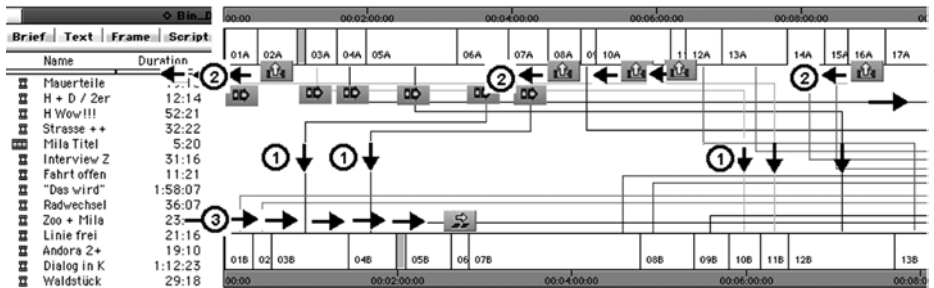 Bin_D
Brief Text Frame Script
Name Duration
Mauerteile
H + D / 2er 12:14
H Wow!!! 52:21
Strasse ++ 32:22
Mila Titel 5:20
Interview Z 31:16
Fahrt offen 11:21
"Das wird" 1:58:07
Radwechsel 36:07
Zoo + Mila 23:
Linie frei 21:16
Andora 2+ 19:10
Dialog in K 1:12:23
Waldstück 29:18
00:00 00:02:00:00 00:04:00:00 00:06:00:00 00:08:00:00
01A 02A 03A 04A 05A 06A 07A 08A 10A 12A 13A 14A 15A 16A 17A
2 2 2
1 1 1
3
01B 02 03B 04B 05B 06 07B 08B 09B 10B 11B 12B 13B
00:00 00:02:00:00 00:04:00:00 00:06:00:00 00:08:0